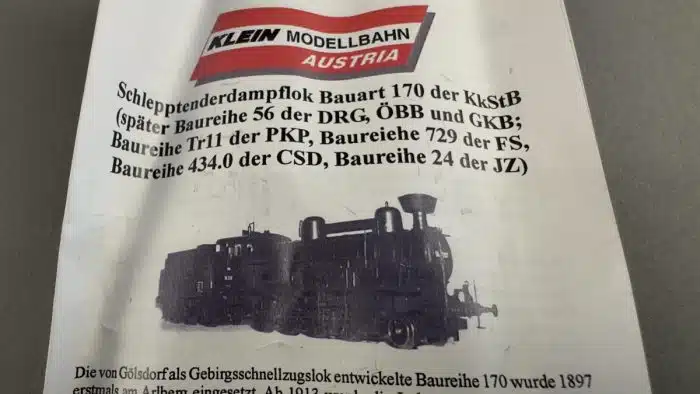 KLEIN MODELLBAHN
AUSTRIA
Schlepptenderdampflok Bauart 170 der KkStB
(später Baureihe 56 der DRG, ÖBB und GKB;
Baureihe Tr11 der PKP, Baureiehe 729 der FS,
Baureihe 434.0 der CSD, Baureihe 24 der JZ)
Die von Gölsdorf als Gebirgsschnellzugslok entwickelte Baureihe 170 wurde 1897
erstmals am Arlberg eingesetzt. Ab 1913